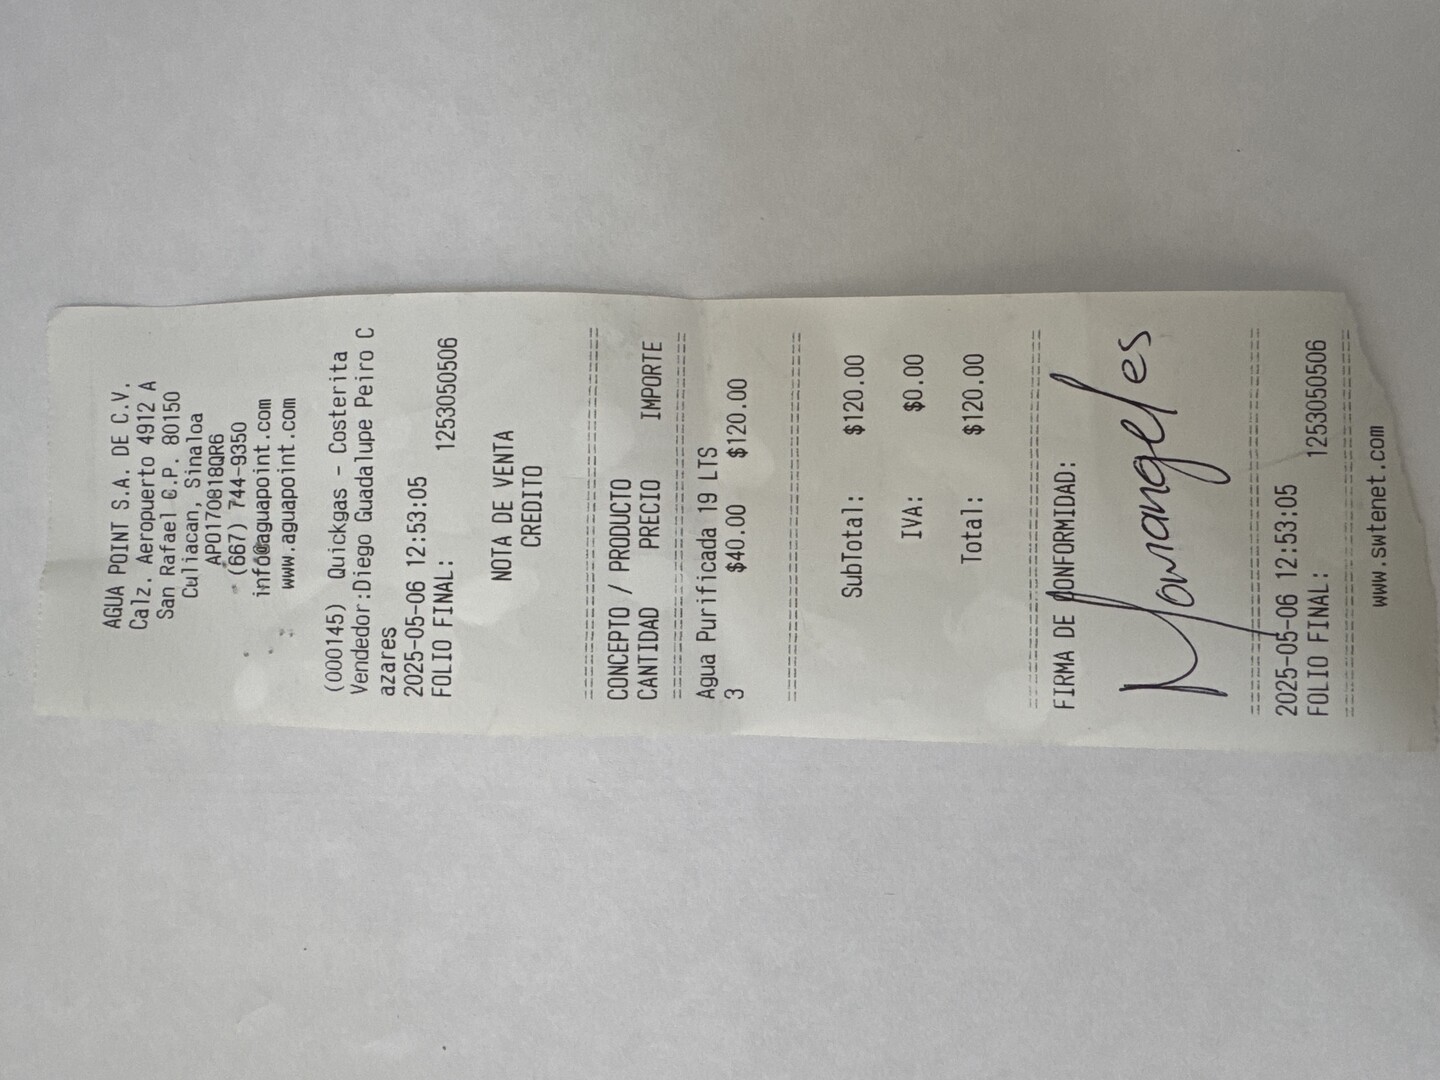 AGUA POINT S.A. DE C.V.
Calz. Aeropuerto 4912 A
San Rafael C.P. 80150
Culiacan, Sinaloa
APO170818QR6
(667) 744-9350
info@aguapoint.com
www.aguapoint.com
(000145) Quickgas - Costerita
Vendedor:Diego Guadalupe Peiro C
azares
2025-05-06 12:53:05
FOLIO FINAL: 1253050506
NOTA DE VENTA
CREDITO
================================
CONCEPTO / PRODUCTO
CANTIDAD PRECIO IMPORTE
================================
Agua Purificada 19 LTS
3 $40.00 $120.00
================================
SubTotal: $120.00
IVA: $0.00
Total: $120.00
================================
FIRMA DE CONFORMIDAD:
================================
2025-05-06 12:53:05
FOLIO FINAL: 1253050506
================================
www.swtenet.com